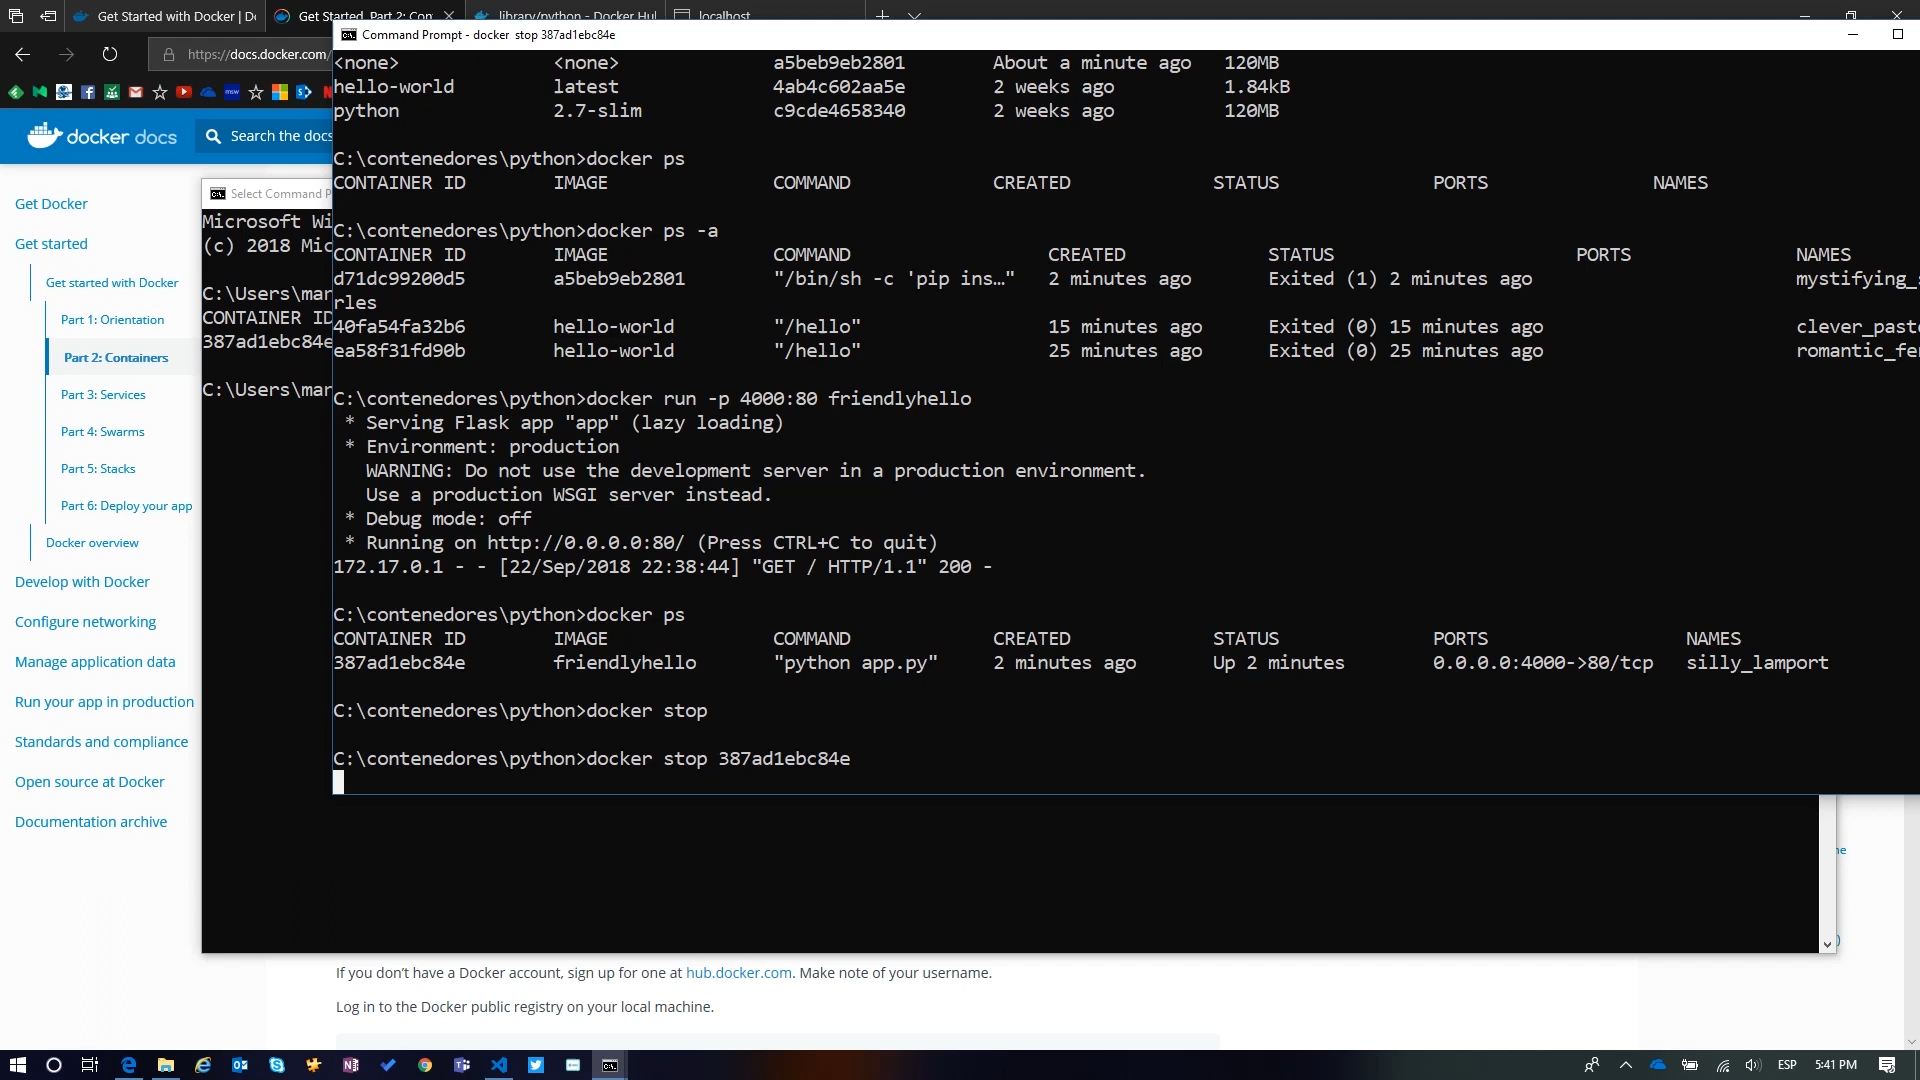 Get Started with Docker | D
Get Started, Part 2: Con
library/python - Docker Hu
localhost
https://docs.docker.com/
docker docs
Search the docs
Get Docker
Get started
Get started with Docker
Part 1: Orientation
Part 2: Containers
Part 3: Services
Part 4: Swarms
Part 5: Stacks
Part 6: Deploy your app
Docker overview
Develop with Docker
Configure networking
Manage application data
Run your app in production
Standards and compliance
Open source at Docker
Documentation archive
Select Command P
Microsoft Wi
(c) 2018 Mic
C:\Users\mar
CONTAINER ID
387ad1ebc84e
C:\Users\mar
Command Prompt - docker  stop 387ad1ebc84e
<none>              <none>              a5beb9eb2801        About a minute ago   120MB
hello-world         latest              4ab4c602aa5e        2 weeks ago          1.84kB
python              2.7-slim            c9cde4658340        2 weeks ago          120MB
C:\contenedores\python>docker ps
CONTAINER ID        IMAGE               COMMAND             CREATED             STATUS              PORTS               NAMES
C:\contenedores\python>docker ps -a
CONTAINER ID        IMAGE               COMMAND                  CREATED             STATUS                      PORTS               NAMES
d71dc99200d5        a5beb9eb2801        "/bin/sh -c 'pip ins…"   2 minutes ago       Exited (1) 2 minutes ago                        mystifying_
rles
40fa54fa32b6        hello-world         "/hello"                 15 minutes ago      Exited (0) 15 minutes ago                       clever_past
ea58f31fd90b        hello-world         "/hello"                 25 minutes ago      Exited (0) 25 minutes ago                       romantic_fe
C:\contenedores\python>docker run -p 4000:80 friendlyhello
 * Serving Flask app "app" (lazy loading)
 * Environment: production
   WARNING: Do not use the development server in a production environment.
   Use a production WSGI server instead.
 * Debug mode: off
 * Running on http://0.0.0.0:80/ (Press CTRL+C to quit)
172.17.0.1 - - [22/Sep/2018 22:38:44] "GET / HTTP/1.1" 200 -
C:\contenedores\python>docker ps
CONTAINER ID        IMAGE               COMMAND             CREATED             STATUS              PORTS                  NAMES
387ad1ebc84e        friendlyhello       "python app.py"     2 minutes ago       Up 2 minutes        0.0.0.0:4000->80/tcp   silly_lamport
C:\contenedores\python>docker stop
C:\contenedores\python>docker stop 387ad1ebc84e
If you don't have a Docker account, sign up for one at hub.docker.com. Make note of your username.
Log in to the Docker public registry on your local machine.
ESP
5:41 PM